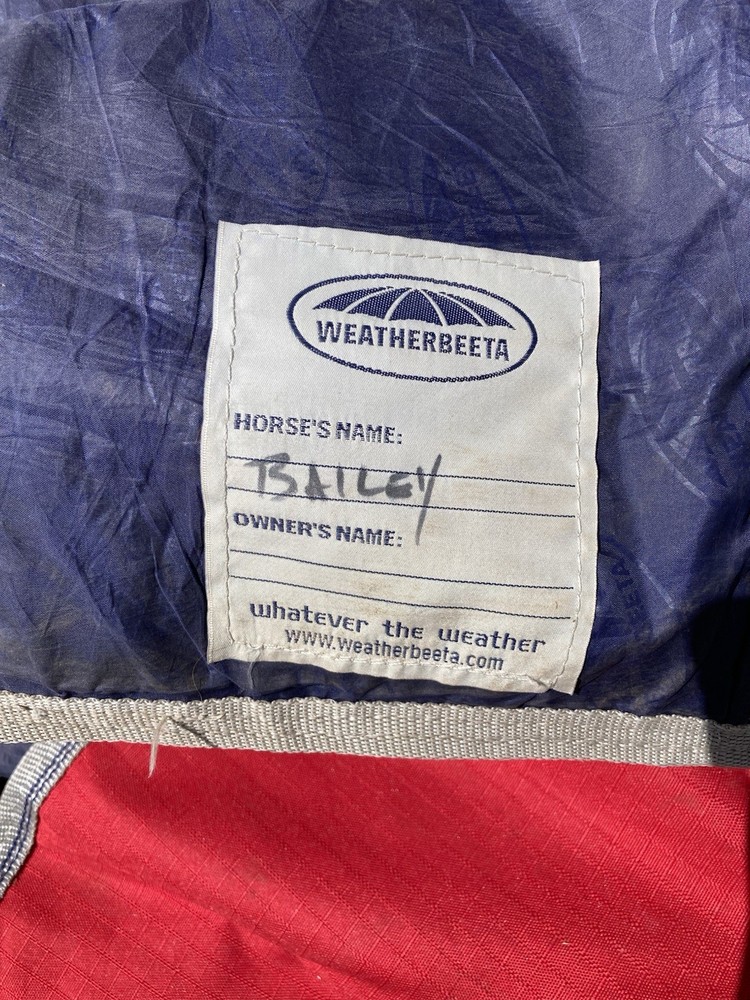 WEATHERBEETA
HORSE'S NAME:
BAILEY
OWNER'S NAME:
whatever the weather
www.weatherbeeta.com